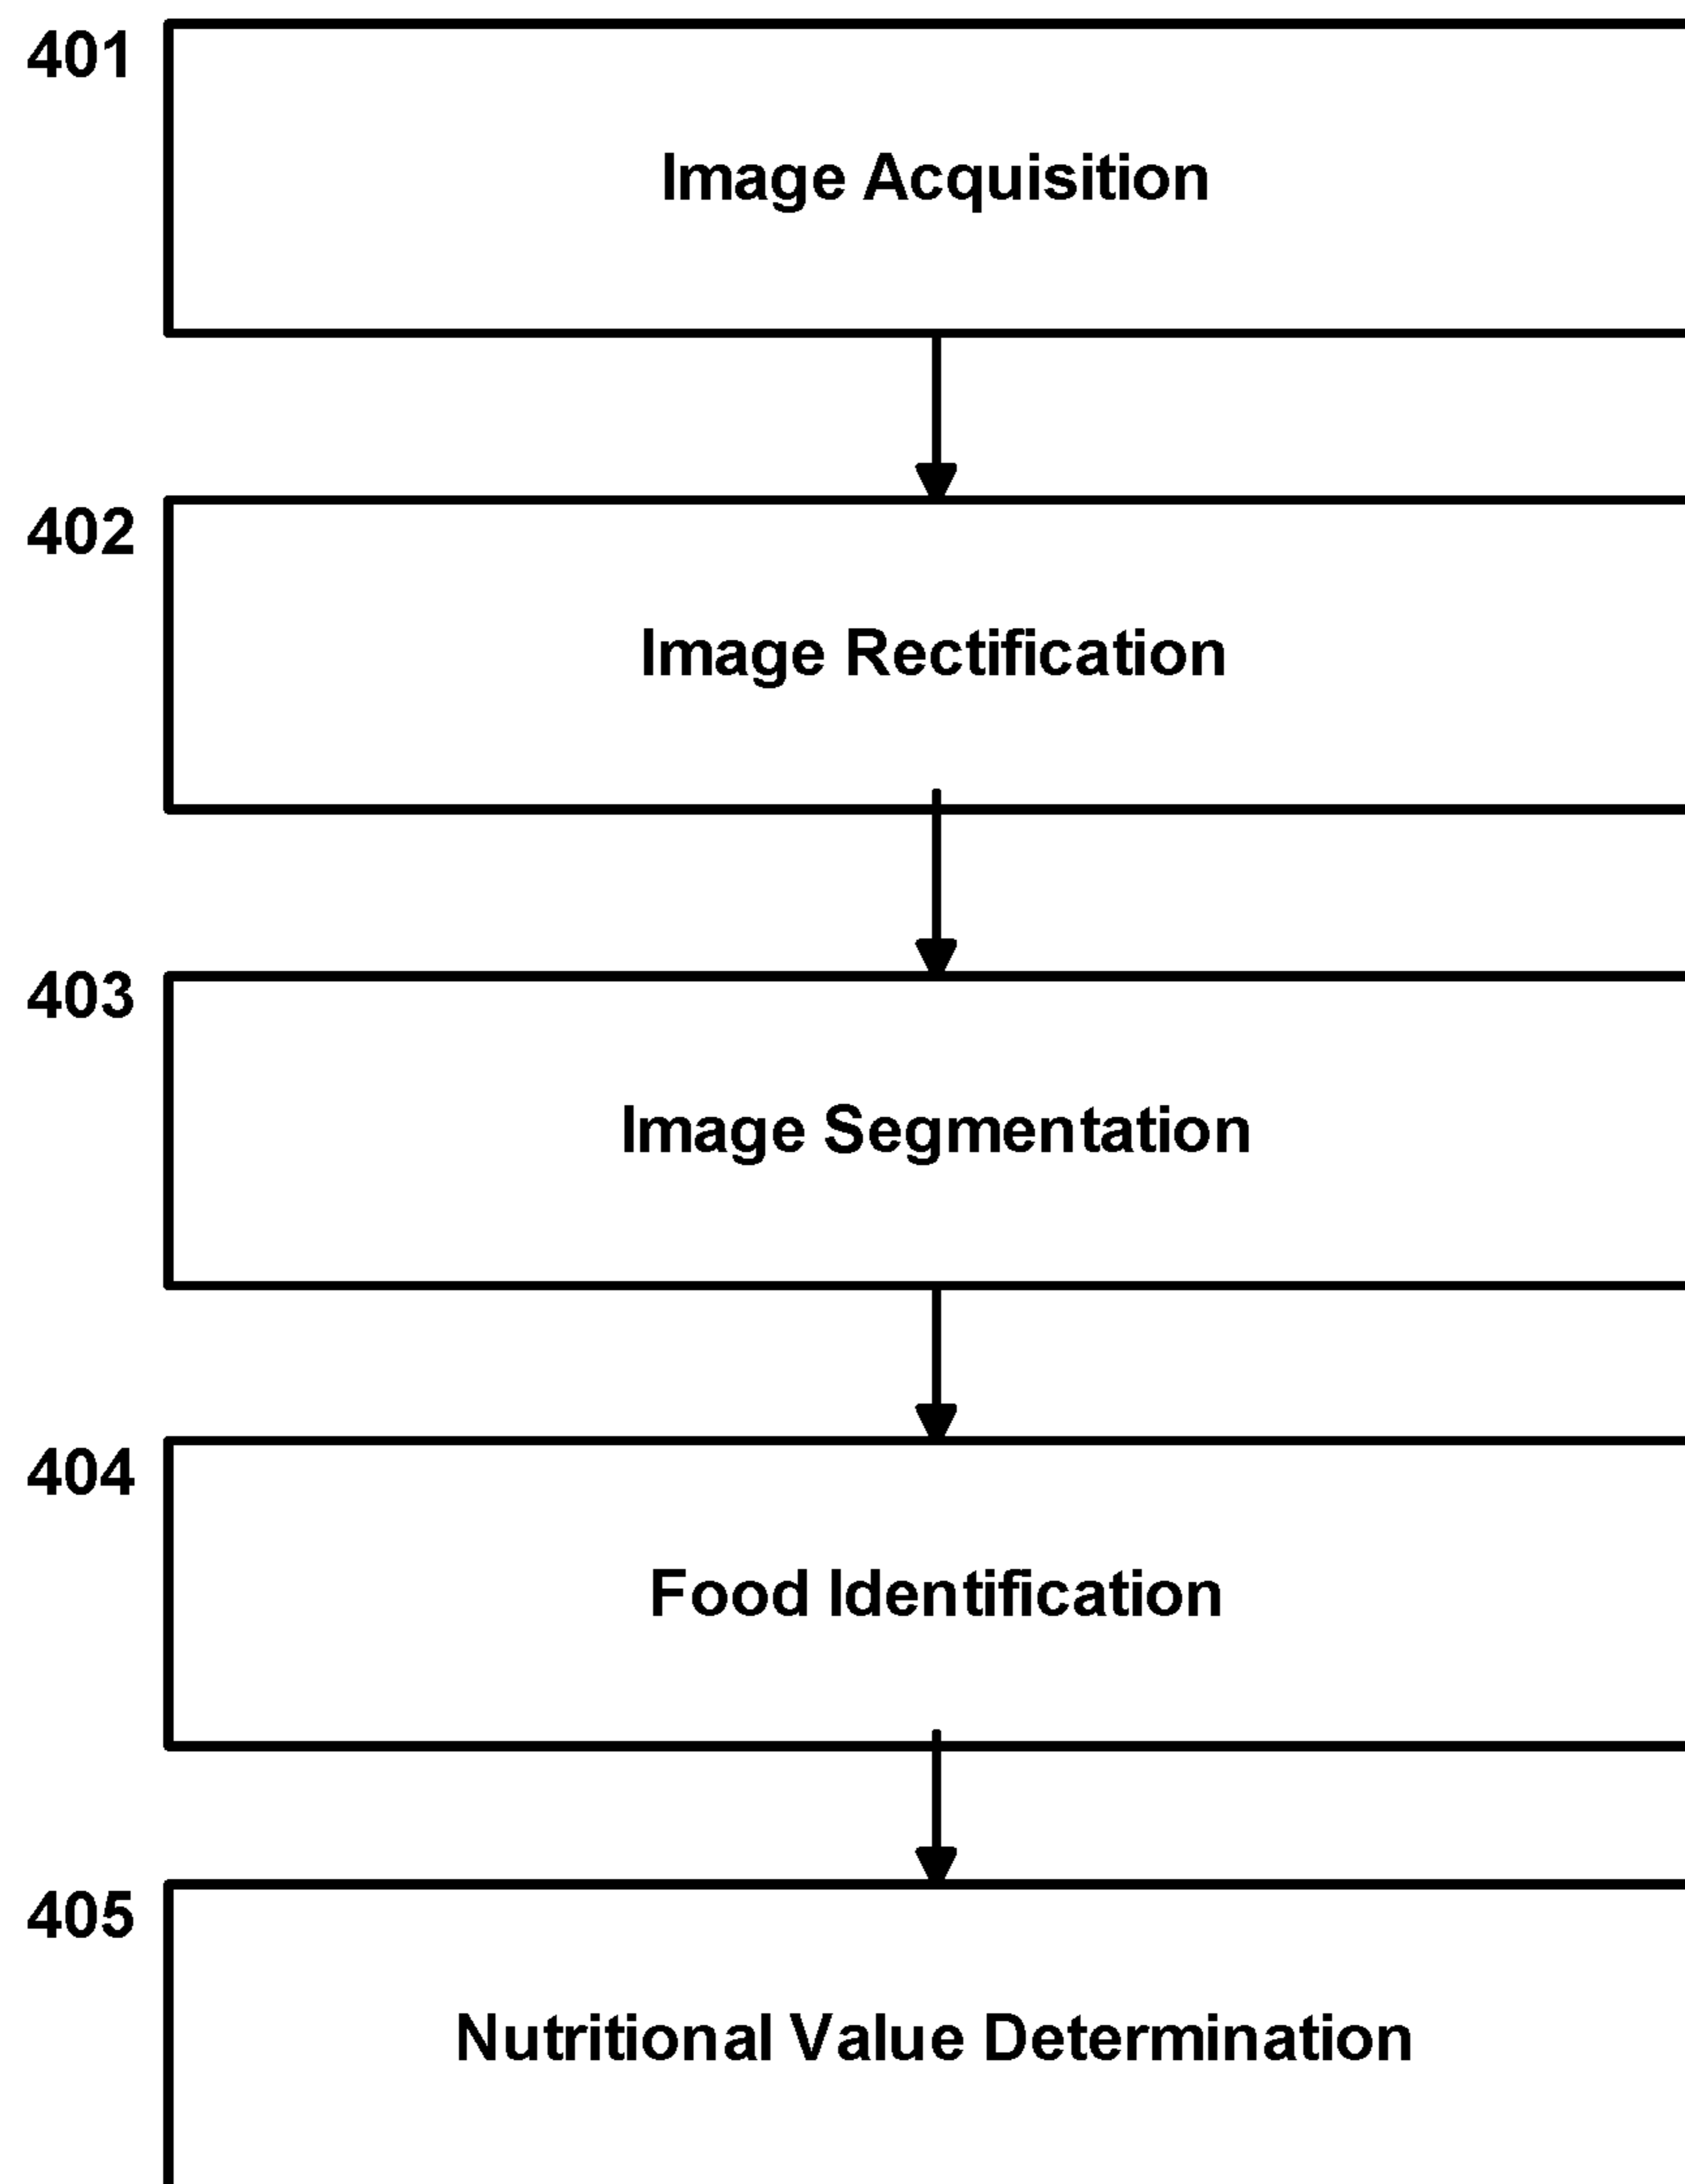 401
Image Acquisition
402
Image Rectification
403
Image Segmentation
404
Food Identification
405
Nutritional Value Determination